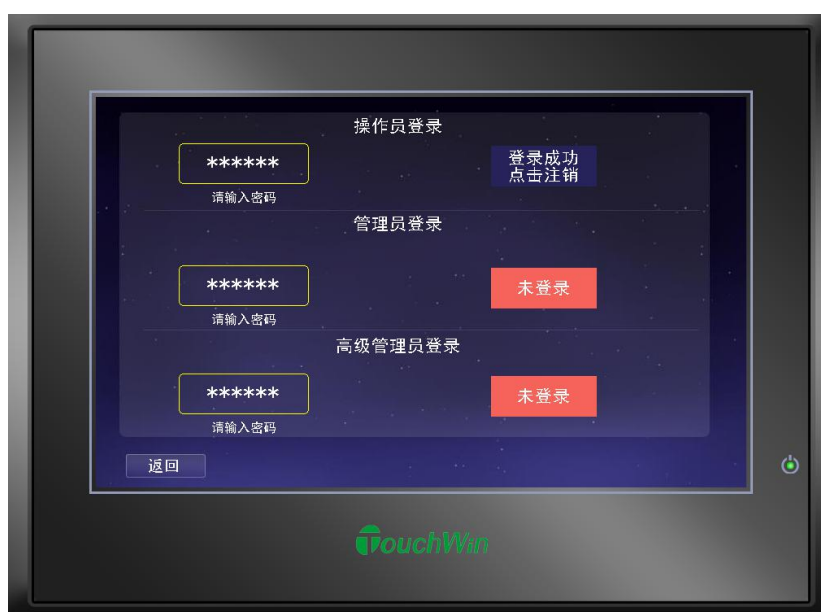 操作员登录
******
登录成功
点击注销
请输入密码
管理员登录
******
未登录
请输入密码
高级管理员登录
******
未登录
请输入密码
返回
TouchWin